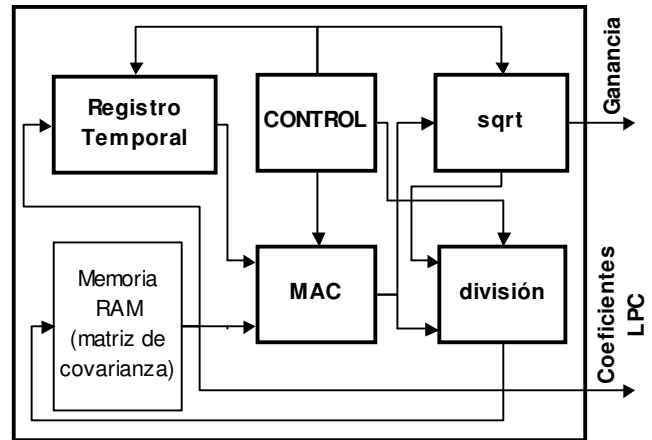 Registro
Temporal
CONTROL
sqrt
Ganancia
Memoria
RAM
(matriz de
covarianza)
MAC
división
Coeficientes
LPC